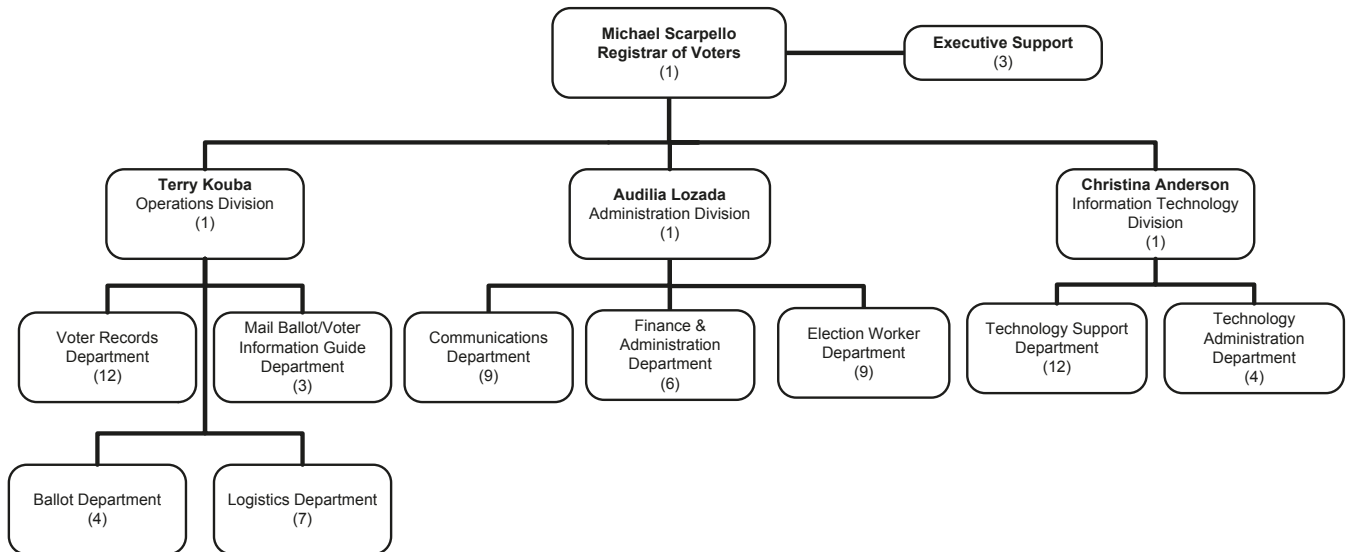 Michael Scarpello
Registrar of Voters
(1)
Executive Support
(3)
Terry Kouba
Operations Division
(1)
Audilia Lozada
Administration Division
(1)
Christina Anderson
Information Technology
Division
(1)
Voter Records
Department
(12)
Mail Ballot/Voter
Information Guide
Department
(3)
Communications
Department
(9)
Finance &
Administration
Department
(6)
Election Worker
Department
(9)
Technology Support
Department
(12)
Technology
Administration
Department
(4)
Ballot Department
(4)
Logistics Department
(7)